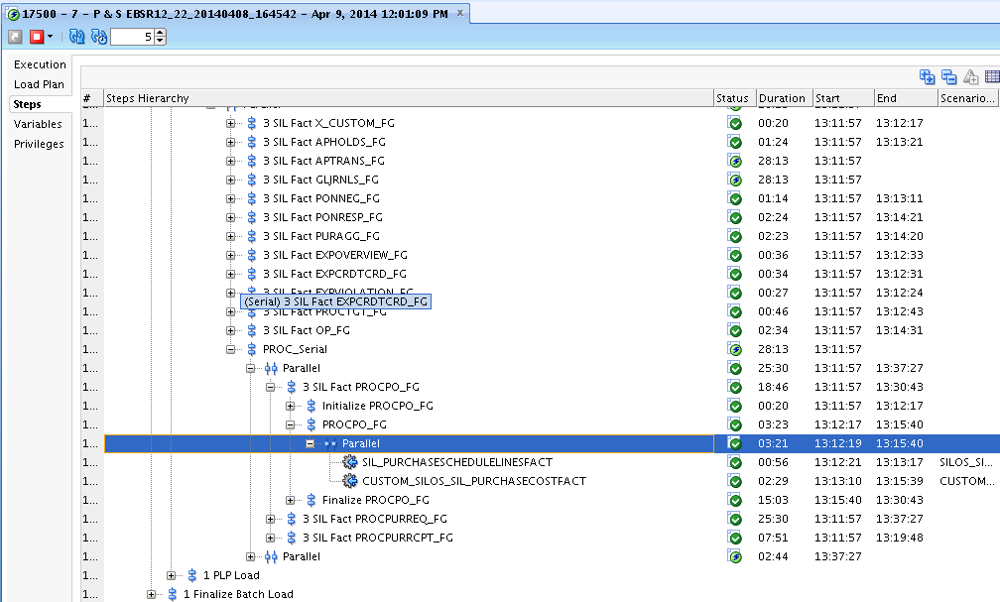 17500 - 7 - P & S EBSR12_22_20140408_164542 - Apr 9, 2014 12:01:09 PM x
5
Execution
Load Plan
Steps
Variables
Privileges
# Steps Hierarchy Status Duration Start End Scenario...
1... 3 SIL Fact X_CUSTOM_FG 00:20 13:11:57 13:12:17
1... 3 SIL Fact APHOLDS_FG 01:24 13:11:57 13:13:21
1... 3 SIL Fact APTRANS_FG 28:13 13:11:57
1... 3 SIL Fact GLJRNLS_FG 28:13 13:11:57
1... 3 SIL Fact PONNEG_FG 01:14 13:11:57 13:13:11
1... 3 SIL Fact PONRESP_FG 02:24 13:11:57 13:14:21
1... 3 SIL Fact PURAGG_FG 02:23 13:11:57 13:14:20
1... 3 SIL Fact EXPOVERVIEW_FG 00:36 13:11:57 13:12:33
1... 3 SIL Fact EXPCRDTCRD_FG 00:34 13:11:57 13:12:31
1... 3 SIL Fact EXPVIOLATION_FG 00:27 13:11:57 13:12:24
(Serial) 3 SIL Fact EXPCRDTCRD_FG
1... 3 SIL Fact PROCTGT_FG 00:46 13:11:57 13:12:43
1... 3 SIL Fact OP_FG 02:34 13:11:57 13:14:31
1... PROC_Serial 28:13 13:11:57
1... Parallel 25:30 13:11:57 13:37:27
1... 3 SIL Fact PROCPO_FG 18:46 13:11:57 13:30:43
1... Initialize PROCPO_FG 00:20 13:11:57 13:12:17
1... PROCPO_FG 03:23 13:12:17 13:15:40
1... Parallel 03:21 13:12:19 13:15:40
1... SIL_PURCHASESCHEDULELINESFACT 00:56 13:12:21 13:13:17 SILOS_SI...
1... CUSTOM_SILOS_SIL_PURCHASECOSTFACT 02:29 13:13:10 13:15:39 CUSTOM...
1... Finalize PROCPO_FG 15:03 13:15:40 13:30:43
1... 3 SIL Fact PROCPURREQ_FG 25:30 13:11:57 13:37:27
1... 3 SIL Fact PROCPURRCPT_FG 07:51 13:11:57 13:19:48
1... Parallel 02:44 13:37:27
1... 1 PLP Load
1... 1 Finalize Batch Load